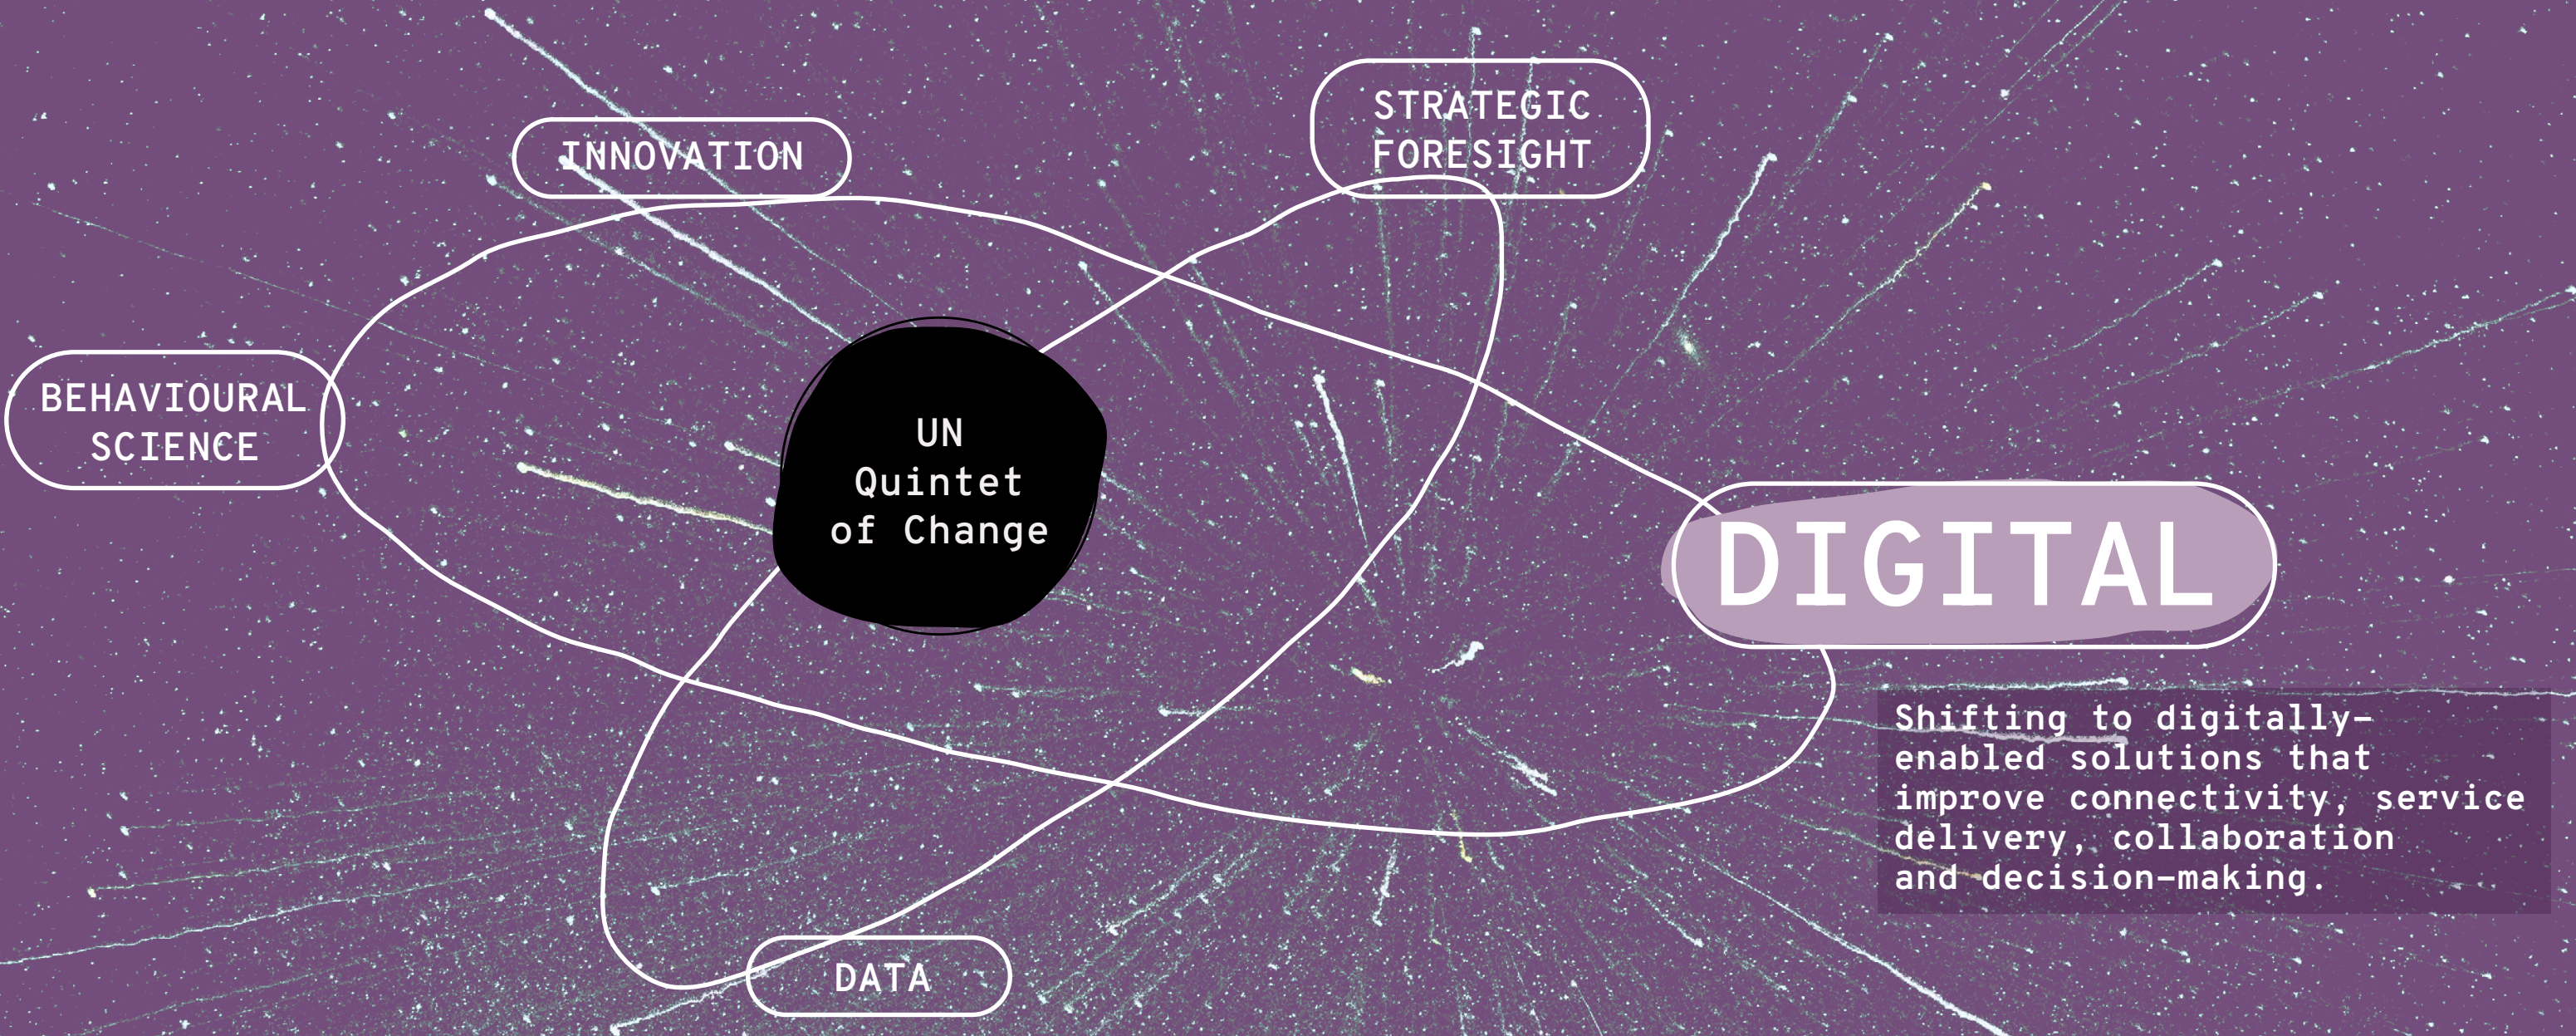 INNOVATION
STRATEGIC
FORESIGHT
BEHAVIOURAL
SCIENCE
UN
Quintet
of Change
DIGITAL
Shifting to digitally-
enabled solutions that
improve connectivity, service
delivery, collaboration
and decision-making.
DATA